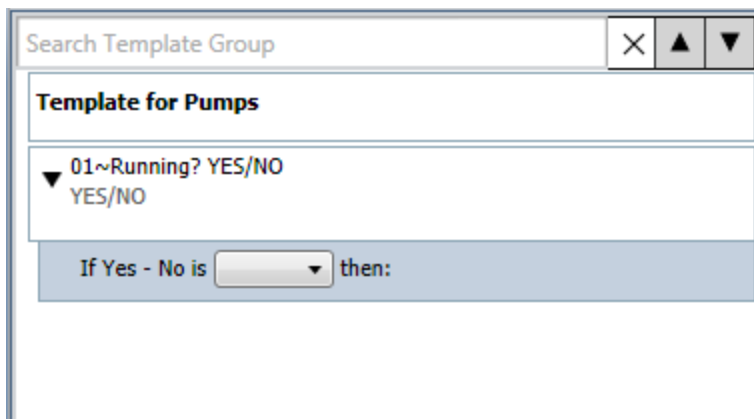 Search Template Group
Template for Pumps
01~Running? YES/NO
YES/NO
If Yes - No is then: